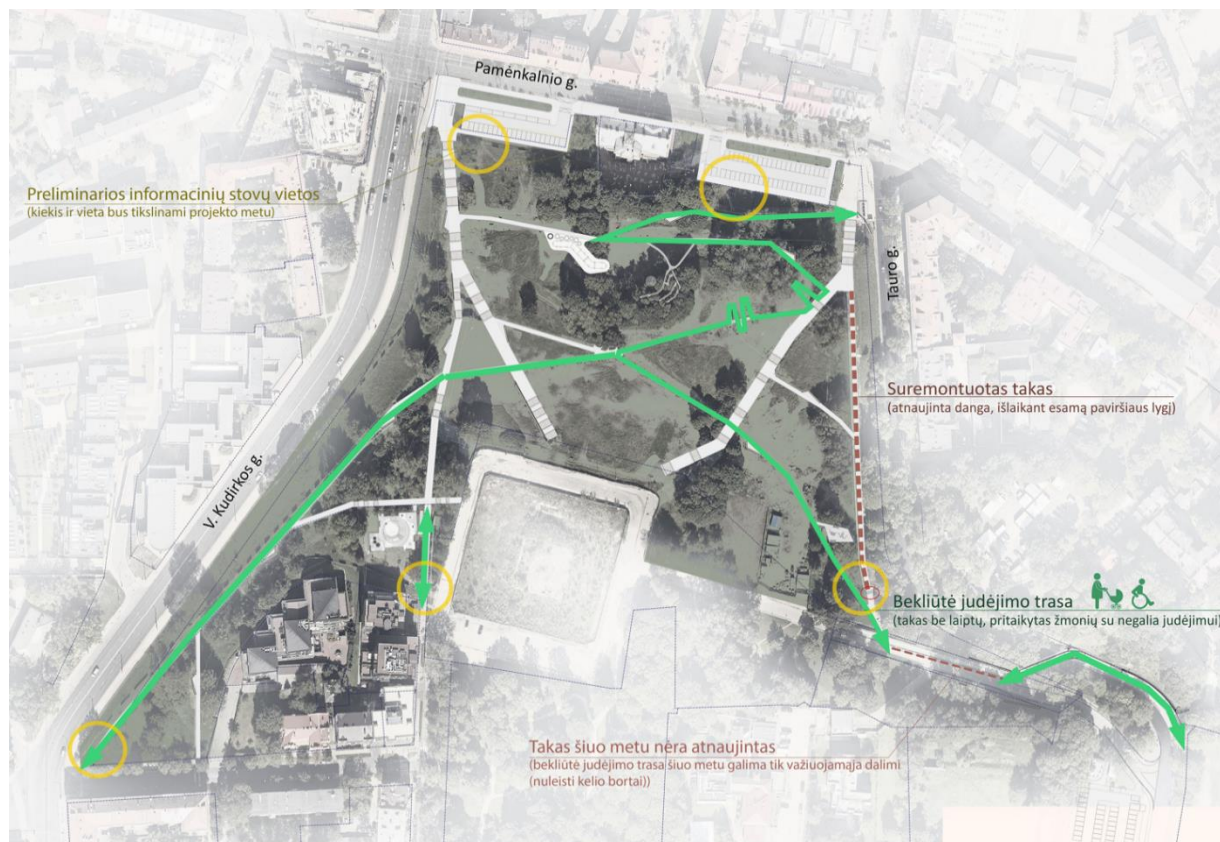 Pamėnkalnio g.
Preliminarios informacinių stovų vietos
(kiekis ir vieta bus tikslinami projekto metu)
Tauro g.
Suremontuotas takas
(atnaujinta danga, išlaikant esamą paviršiaus lygį)
V. Kudirkos g.
Bekliūtė judėjimo trasa
(takas be laiptų, pritaikytas žmonių su negalia judėjimui)
Takas šiuo metu nėra atnaujintas
(bekliūtė judėjimo trasa šiuo metu galima tik važiuojamąja dalimi
(nuleisti kelio bortai))